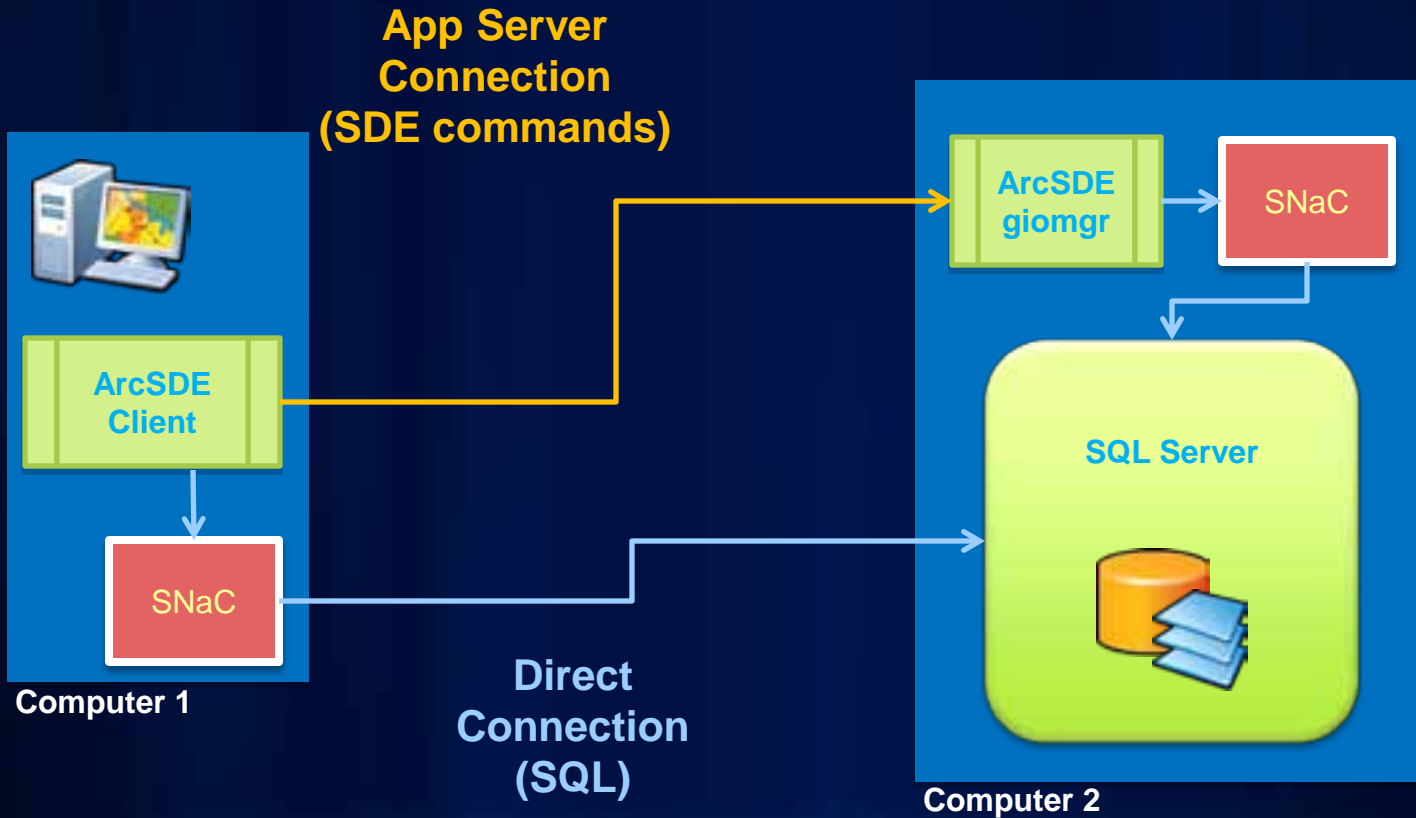 App Server
Connection
(SDE commands)
ArcSDE
giomgr
SNaC
ArcSDE
Client
SQL Server
SNaC
Direct
Connection
(SQL)
Computer 1
Computer 2